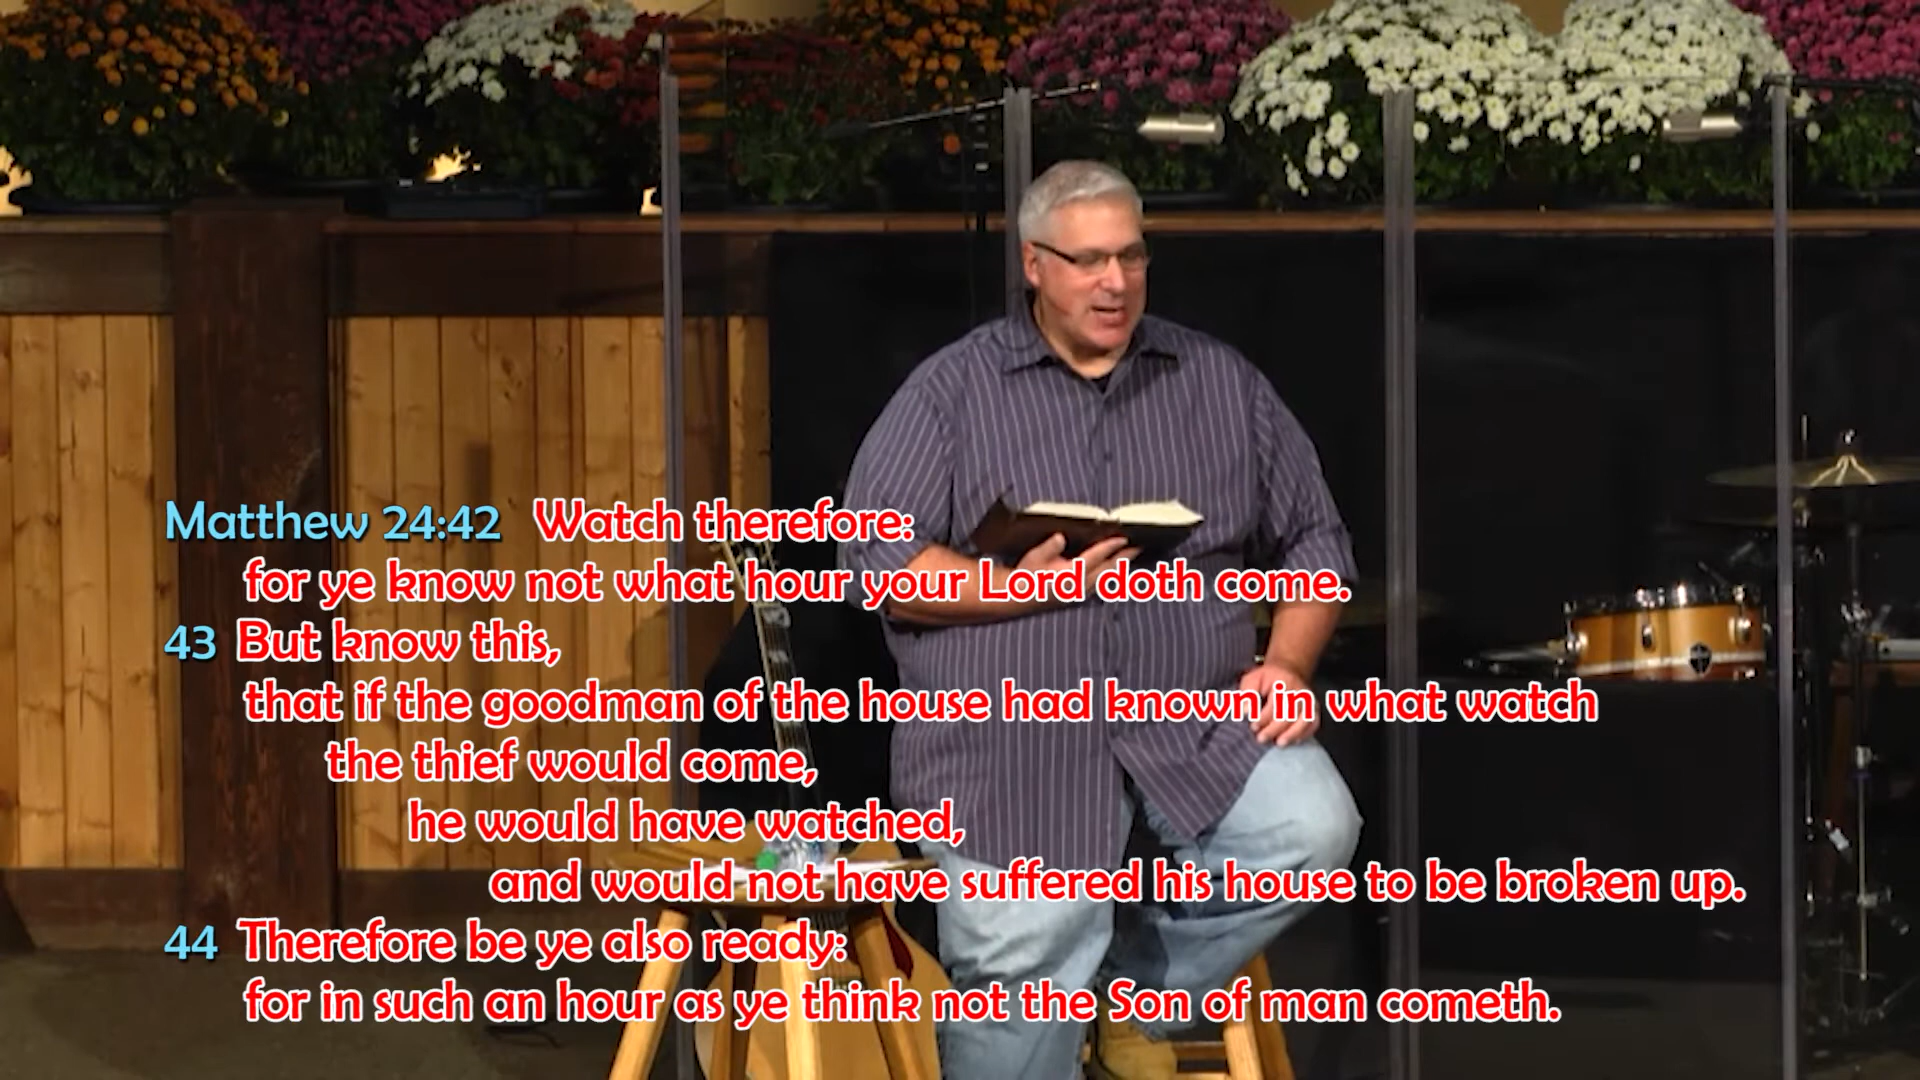 Matthew 24:42 Watch therefore:
for ye know not what hour your Lord doth come.
43 But know this,
that if the goodman of the house had known in what watch
the thief would come,
he would have watched,
and would not have suffered his house to be broken up.
44 Therefore be ye also ready:
for in such an hour as ye think not the Son of man cometh.